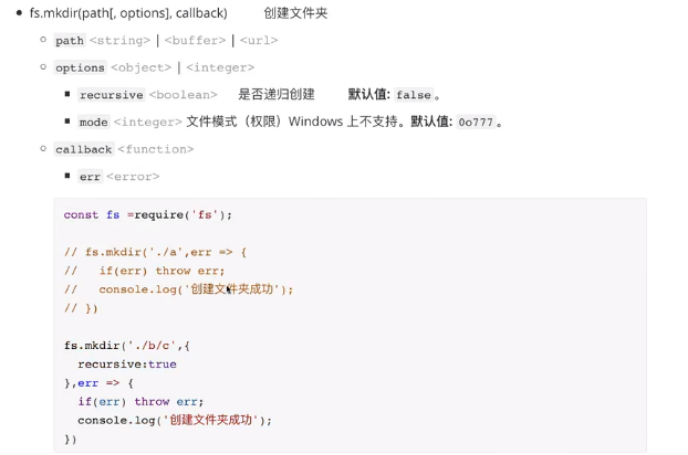 fs.mkdir(path[, options], callback) 创建文件夹
path <string> | <buffer> | <url>
options <object> | <integer>
recursive <boolean> 是否递归创建 默认值: false 。
mode <integer> 文件模式（权限）Windows 上不支持。默认值: 0o777 。
callback <function>
err <error>
const fs =require('fs');
// fs.mkdir('./a',err => {
// if(err) throw err;
// console.log('创建文件夹成功');
// })
fs.mkdir('./b/c',{
recursive:true
},err => {
if(err) throw err;
console.log('创建文件夹成功');
})